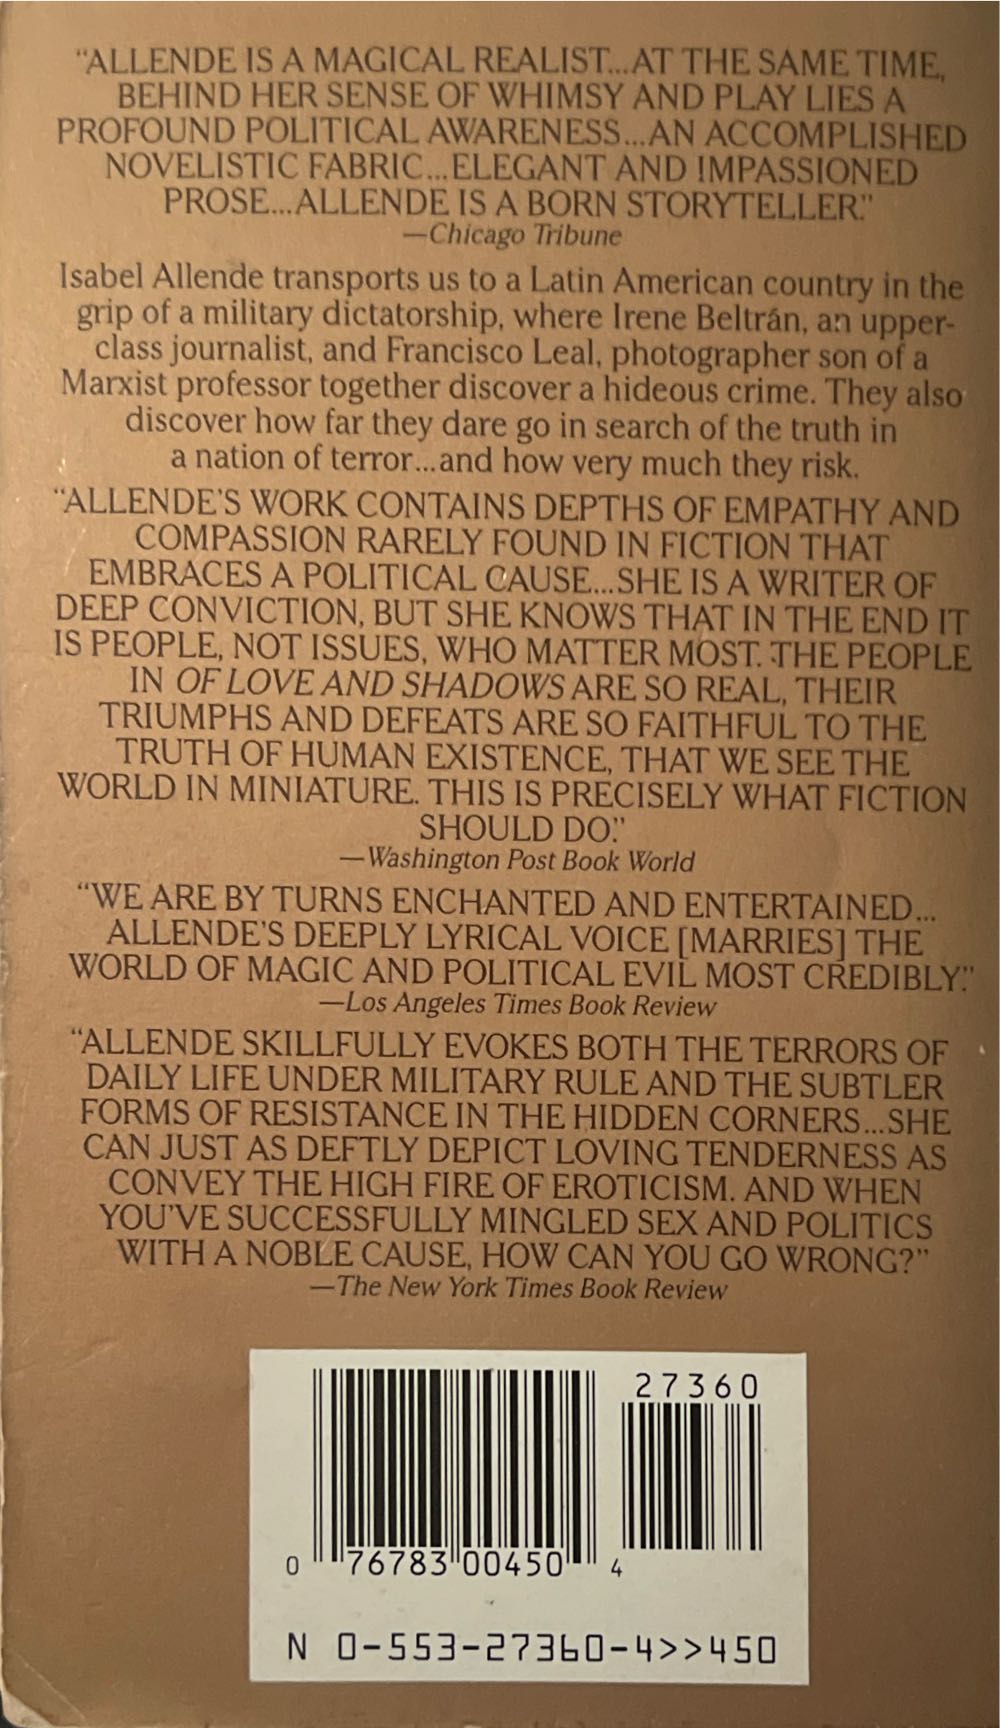 “ALLENDE IS A MAGICAL REALIST...AT THE SAME TIME,
BEHIND HER SENSE OF WHIMSY AND PLAY LIES A
PROFOUND POLITICAL AWARENESS...AN ACCOMPLISHED
NOVELISTIC FABRIC...ELEGANT AND IMPASSIONED
PROSE...ALLENDE IS A BORN STORYTELLER.”
—Chicago Tribune
Isabel Allende transports us to a Latin American country in the
grip of a military dictatorship, where Irene Beltrán, an upper-
class journalist, and Francisco Leal, photographer son of a
Marxist professor together discover a hideous crime. They also
discover how far they dare go in search of the truth in
a nation of terror...and how very much they risk.
“ALLENDE’S WORK CONTAINS DEPTHS OF EMPATHY AND
COMPASSION RARELY FOUND IN FICTION THAT
EMBRACES A POLITICAL CAUSE...SHE IS A WRITER OF
DEEP CONVICTION, BUT SHE KNOWS THAT IN THE END IT
IS PEOPLE, NOT ISSUES, WHO MATTER MOST. THE PEOPLE
IN OF LOVE AND SHADOWS ARE SO REAL, THEIR
TRIUMPHS AND DEFEATS ARE SO FAITHFUL TO THE
TRUTH OF HUMAN EXISTENCE, THAT WE SEE THE
WORLD IN MINIATURE. THIS IS PRECISELY WHAT FICTION
SHOULD DO.”
—Washington Post Book World
“WE ARE BY TURNS ENCHANTED AND ENTERTAINED...
ALLENDE’S DEEPLY LYRICAL VOICE [MARRIES] THE
WORLD OF MAGIC AND POLITICAL EVIL MOST CREDIBLY.”
—Los Angeles Times Book Review
“ALLENDE SKILLFULLY EVOKES BOTH THE TERRORS OF
DAILY LIFE UNDER MILITARY RULE AND THE SUBTLER
FORMS OF RESISTANCE IN THE HIDDEN CORNERS...SHE
CAN JUST AS DEFTLY DEPICT LOVING TENDERNESS AS
CONVEY THE HIGH FIRE OF EROTICISM. AND WHEN
YOU’VE SUCCESSFULLY MINGLED SEX AND POLITICS
WITH A NOBLE CAUSE, HOW CAN YOU GO WRONG?”
—The New York Times Book Review
27360
0 76783 00450 4
N 0-553-27360-4>>450